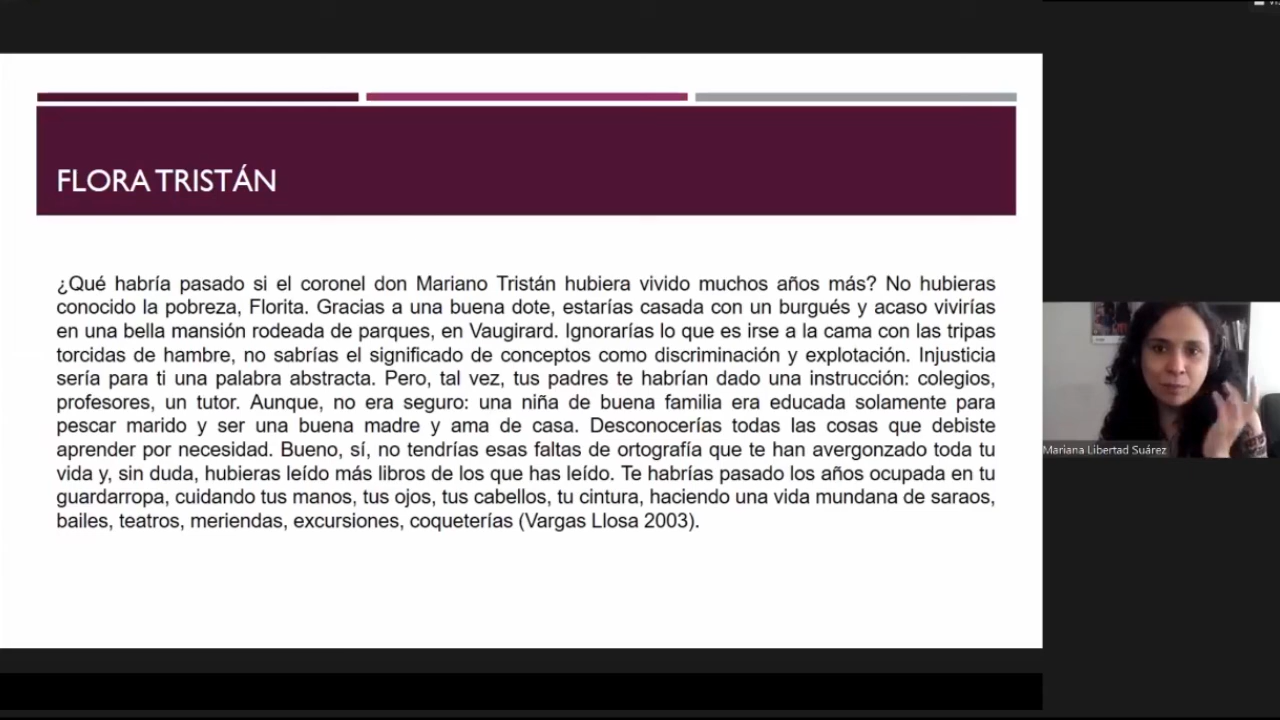 FLORA TRISTÁN
¿Qué habría pasado si el coronel don Mariano Tristán hubiera vivido muchos años más? No hubieras
conocido la pobreza, Florita. Gracias a una buena dote, estarías casada con un burgués y acaso vivirías
en una bella mansión rodeada de parques, en Vaugirard. Ignorarías lo que es irse a la cama con las tripas
torcidas de hambre, no sabrías el significado de conceptos como discriminación y explotación. Injusticia
sería para ti una palabra abstracta. Pero, tal vez, tus padres te habrían dado una instrucción: colegios,
profesores, un tutor. Aunque, no era seguro: una niña de buena familia era educada solamente para
pescar marido y ser una buena madre y ama de casa. Desconocerías todas las cosas que debiste
aprender por necesidad. Bueno, sí, no tendrías esas faltas de ortografía que te han avergonzado toda tu
vida y, sin duda, hubieras leído más libros de los que has leído. Te habrías pasado los años ocupada en tu
guardarropa, cuidando tus manos, tus ojos, tus cabellos, tu cintura, haciendo una vida mundana de saraos,
bailes, teatros, meriendas, excursiones, coqueterías (Vargas Llosa 2003).
Mariana Libertad Suárez